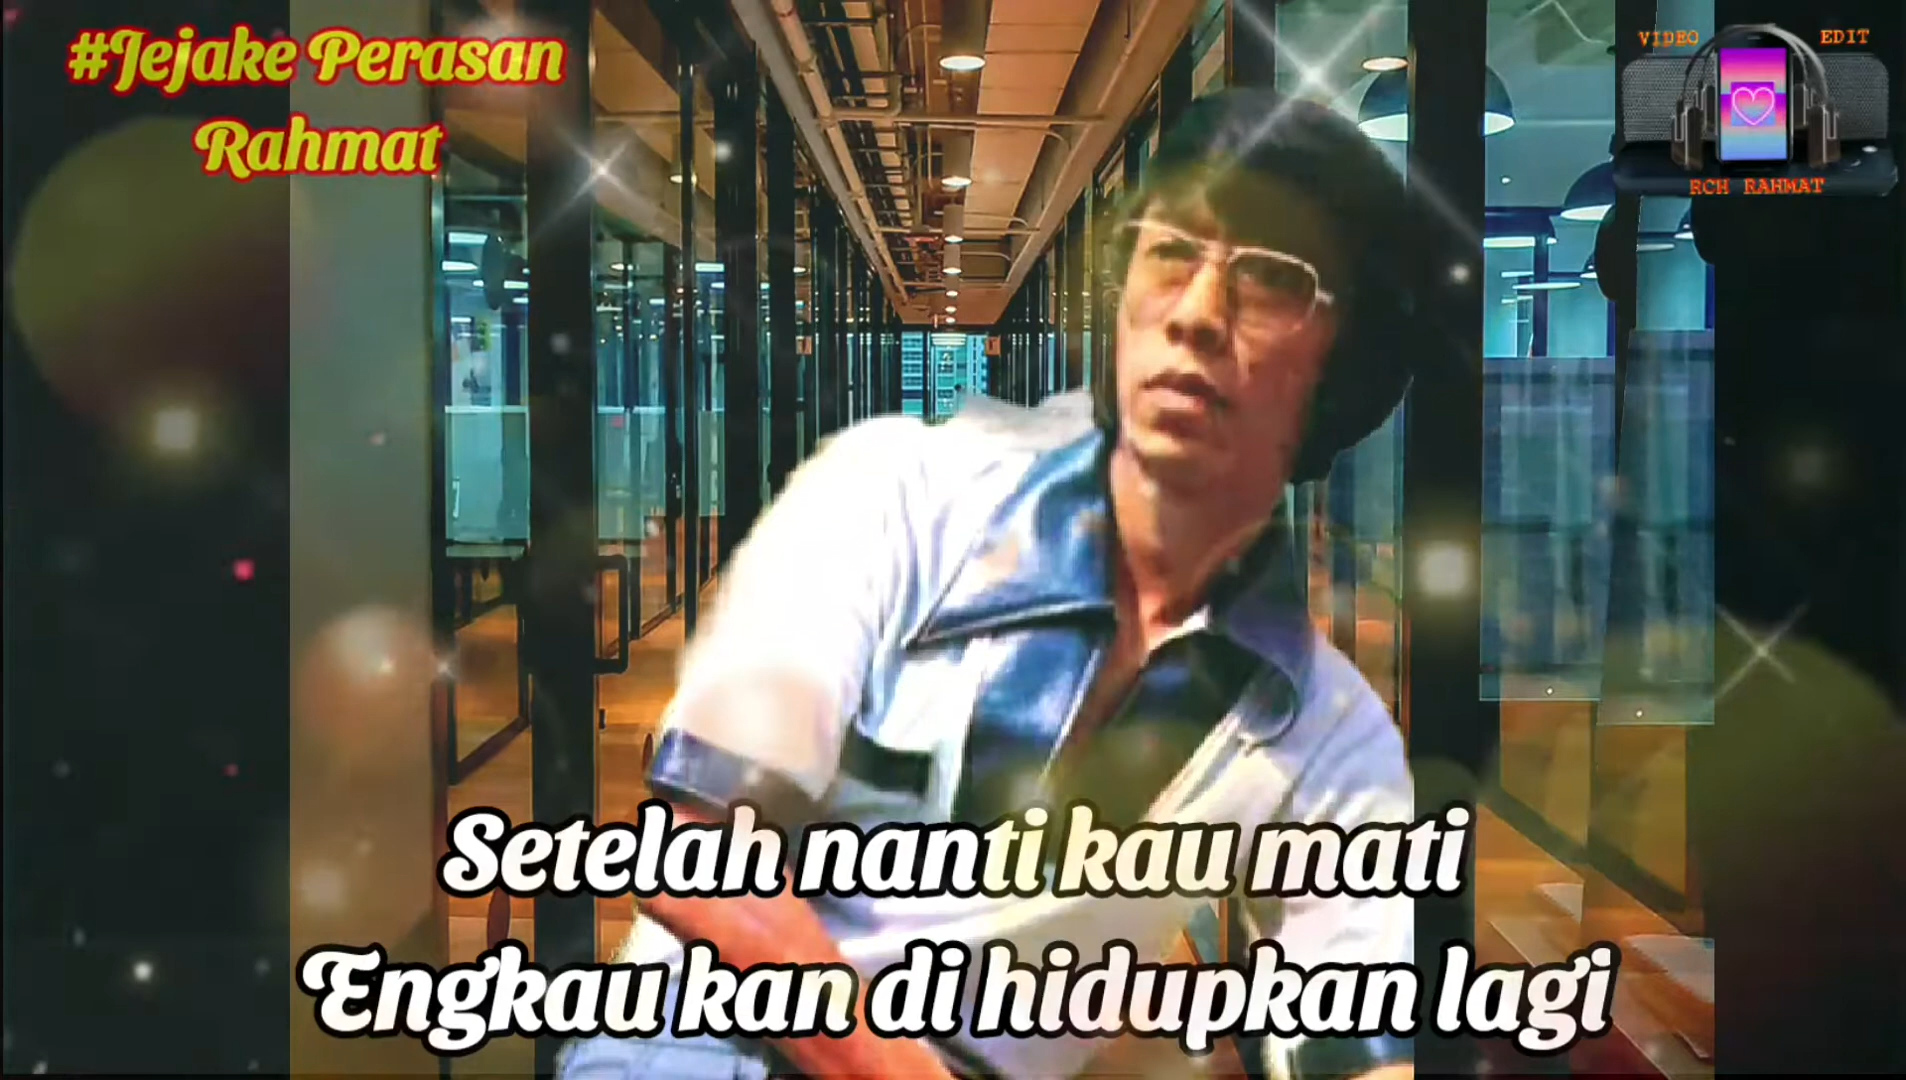 #Jejake Perasan
Rahmat
VIDEO EDIT
RCH RAHMAT
Setelah nanti kau mati
Engkau kan di hidupkan lagi